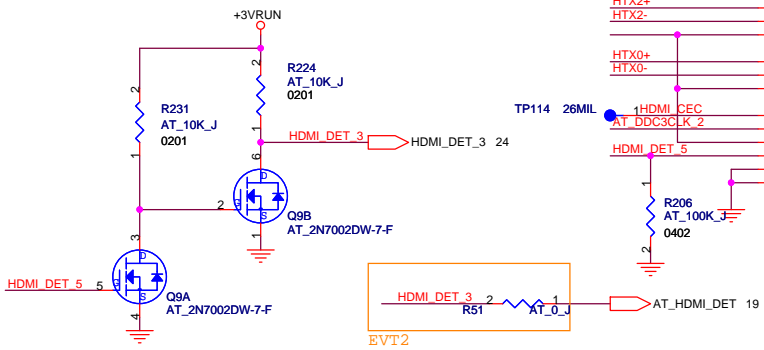 HTX2+
+3VRUN
HTX2-
R224
AT_10K_J
0201
2
1
HTX0+
HTX0-
R231
AT_10K_J
0201
2
1
TP114 26MIL
1
HDMI_CEC
AT_DDC3CLK_2
HDMI_DET_3
HDMI_DET_3 24
HDMI_DET_5
6
D
G
S
2
1
Q9B
AT_2N7002DW-7-F
1
R206
AT_100K_J
0402
2
3
D
G
S
HDMI_DET_5 5
4
Q9A
AT_2N7002DW-7-F
HDMI_DET_3 2 1
R51 AT_0_J
AT_HDMI_DET 19
EVT2